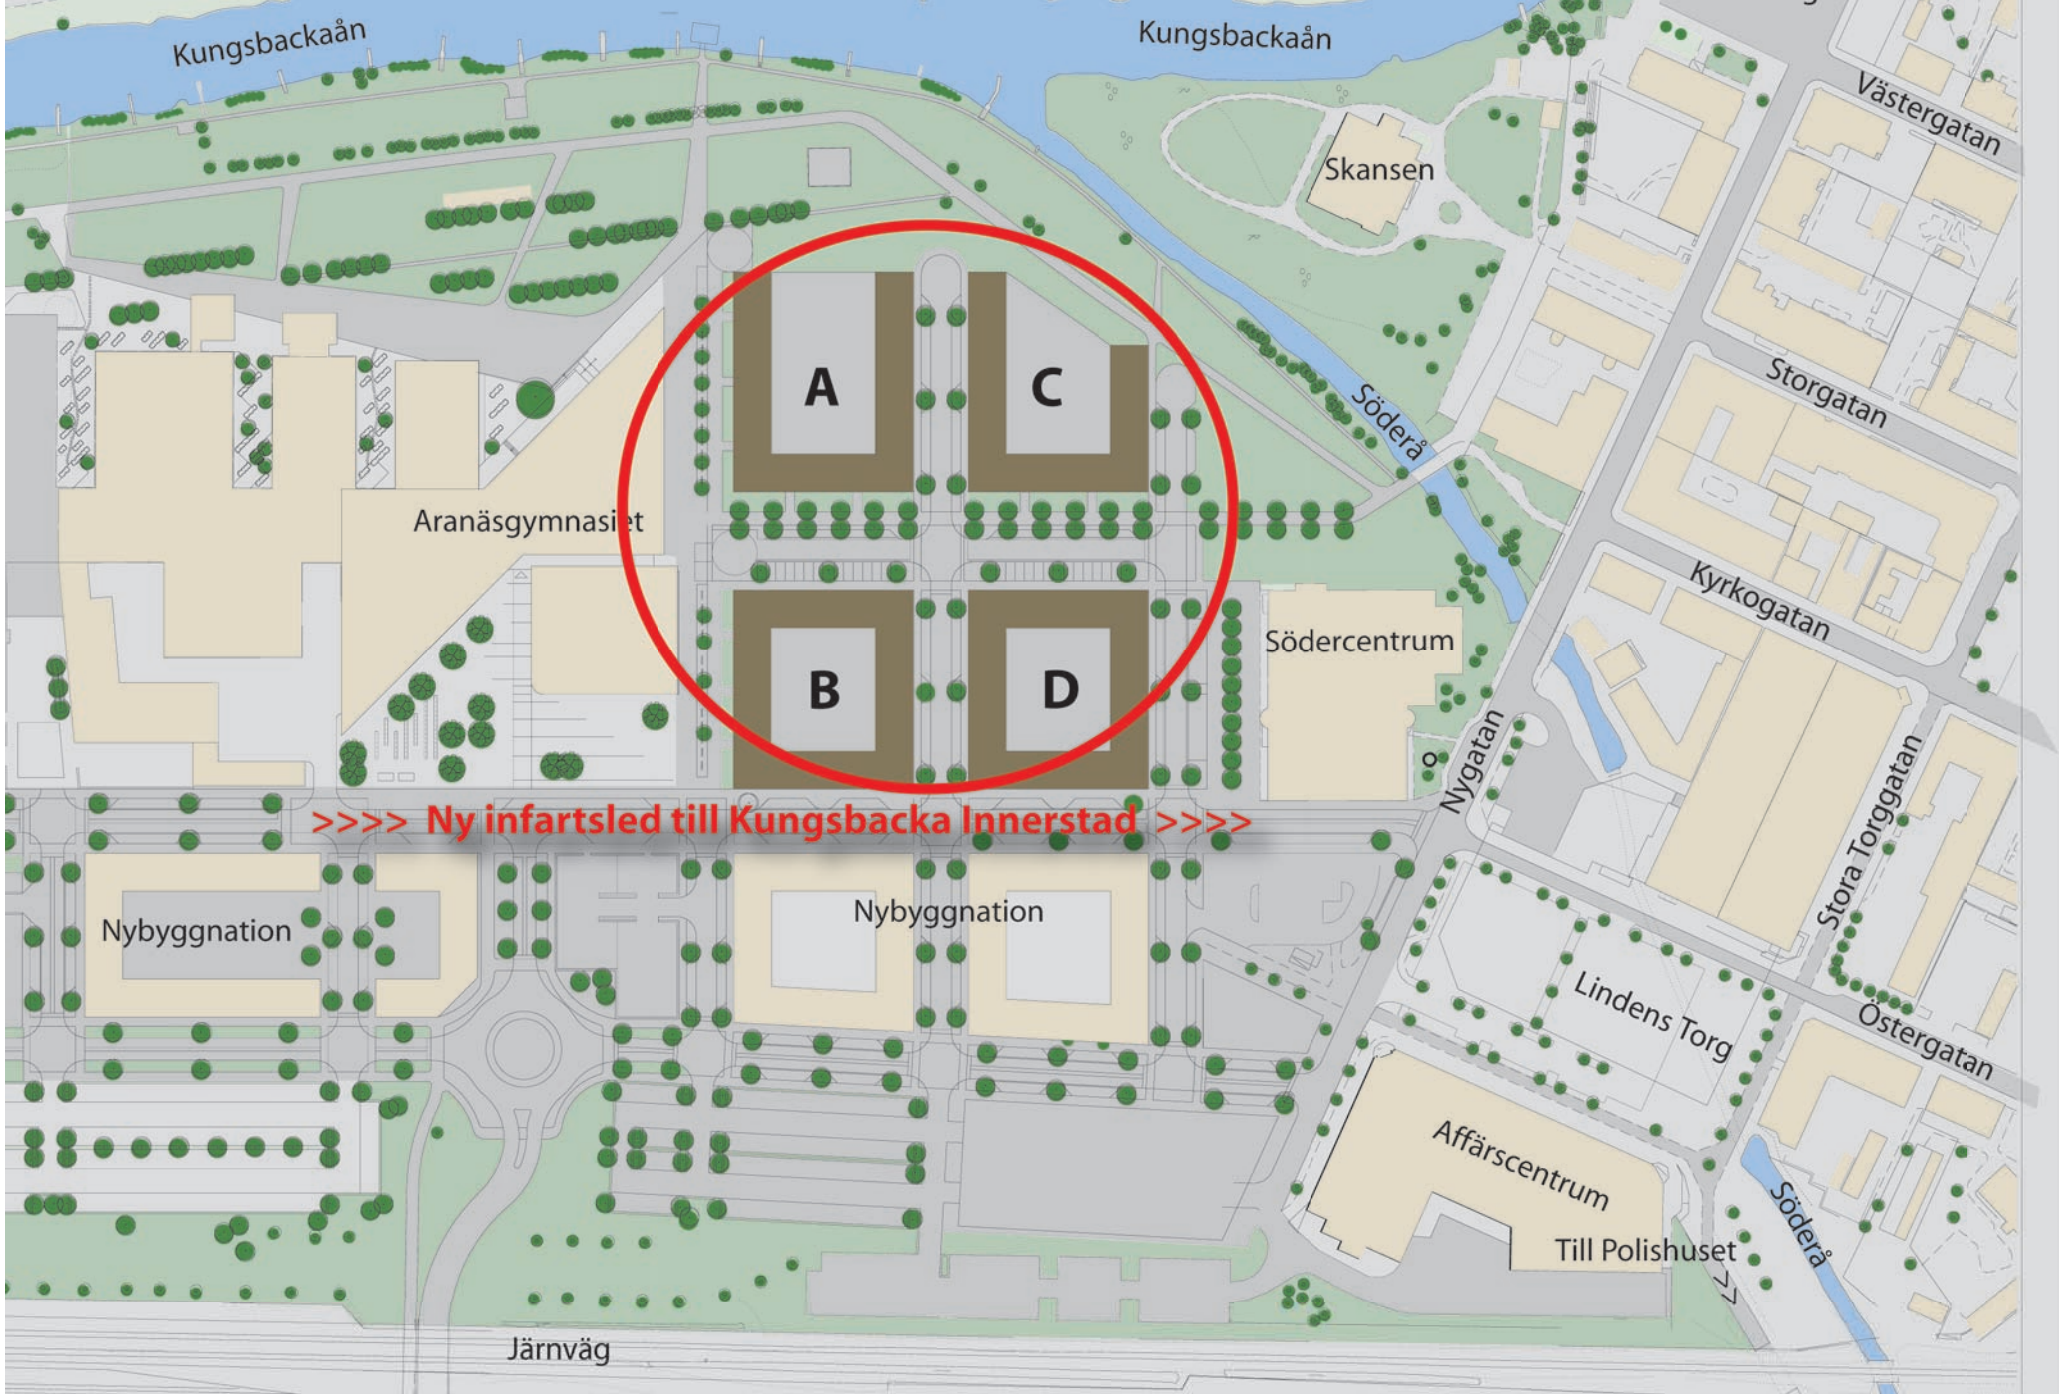 Kungsbackaån
Kungsbackaån
Västergatan
Skansen
Storgatan
A
C
Söderå
Aranäsgymnasiet
Kyrkogatan
Södercentrum
B
D
Nygatan
Stora Torggatan
>>>> Ny infartsled till Kungsbacka Innerstad >>>>
Nybyggnation
Nybyggnation
Lindens Torg
Östergatan
Affärscentrum
Söderå
Till Polishuset
>>
Järnväg